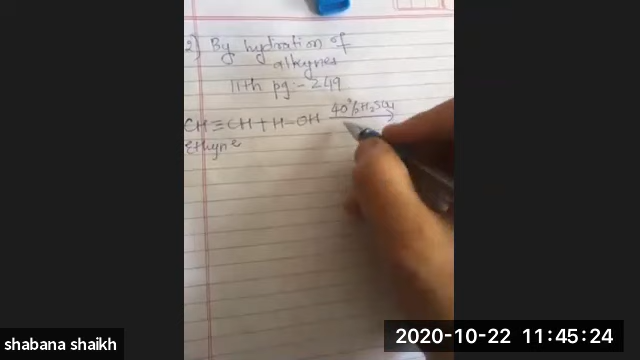 2) By hydration of
alkynes
11th pg:- 249
CH≡CH+H-OH 40% H2SO4
Ethyne
shabana shaikh
2020-10-22 11:45:24